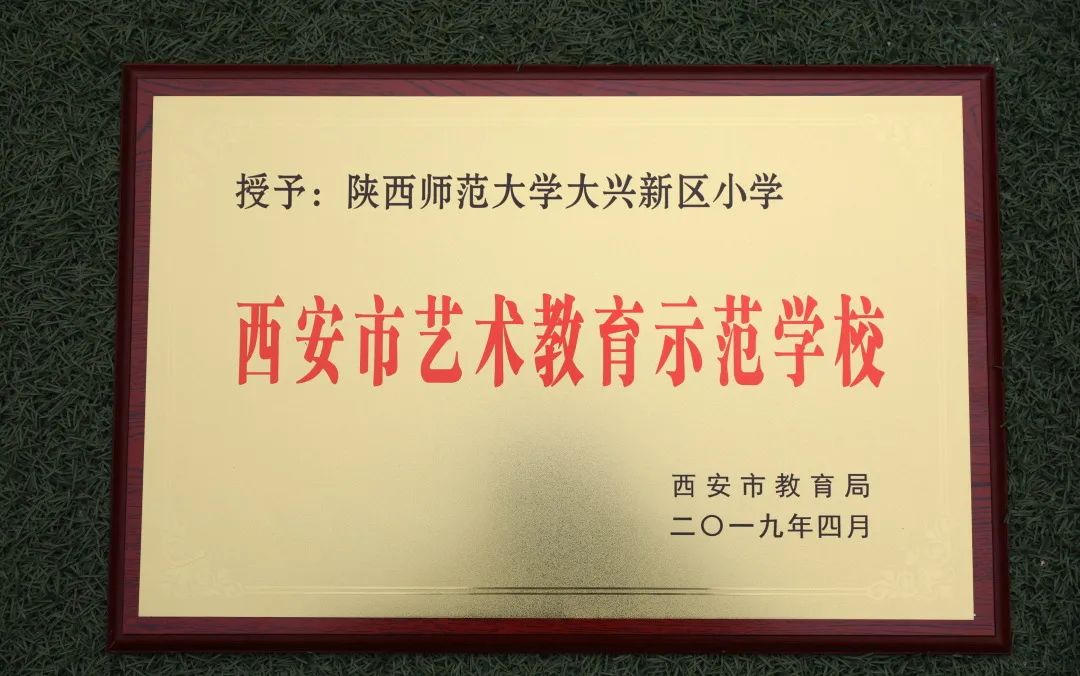 授予：陕西师范大学大兴新区小学
西安市艺术教育示范学校
西安市教育局
二〇一九年四月